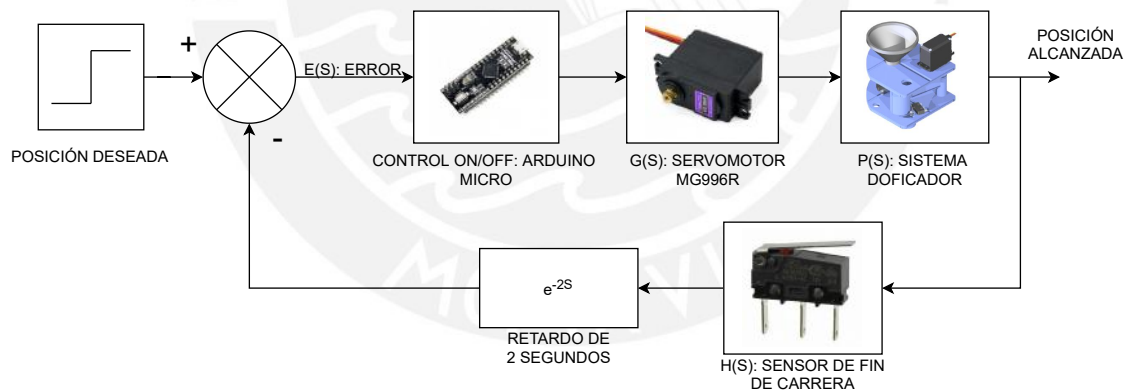 POSICIÓN
ALCANZADA
+
E(S): ERROR
-
POSICIÓN DESEADA
CONTROL ON/OFF: ARDUINO
MICRO
G(S): SERVOMOTOR
MG996R
P(S): SISTEMA
DOFICADOR
e-2S
RETARDO DE
2 SEGUNDOS
H(S): SENSOR DE FIN
DE CARRERA